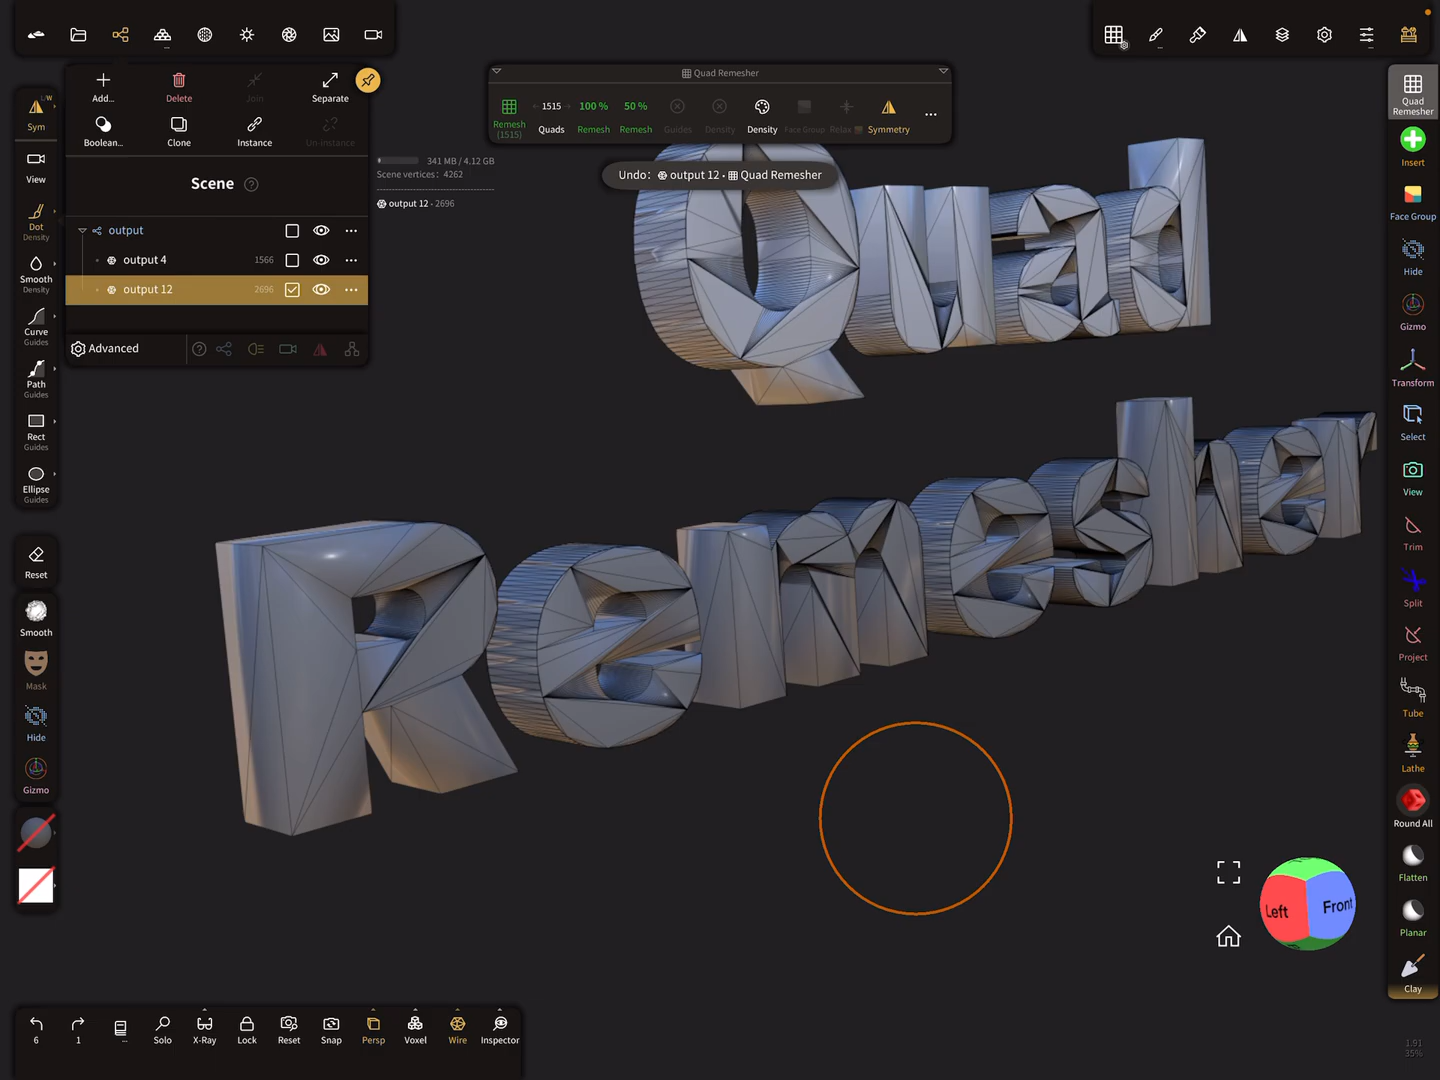 Add...
Delete
Join
Separate
Boolean...
Clone
Instance
Un-instance
Scene ?
output
output 4 1566
output 12 2696
Advanced
?
341 MB / 4.12 GB
Scene vertices: 4262
output 12 - 2696
Quad Remesher
Remesh
(1515)
1515
Quads
100 %
Remesh
50 %
Remesh
Guides
Density
Density
Face Group
Relax
Symmetry
Undo: output 12 • Quad Remesher
Quad
Remesher
Sym
View
Dot
Density
Smooth
Density
Curve
Guides
Path
Guides
Rect
Guides
Ellipse
Guides
Reset
Smooth
Mask
Hide
Gizmo
Quad
Remesher
Insert
Face Group
Hide
Gizmo
Transform
Select
View
Trim
Split
Project
Tube
Lathe
Round All
Flatten
Planar
Clay
Left
Front
6
1
...
Solo
X-Ray
Lock
Reset
Snap
Persp
Voxel
Wire
Inspector
1.91
35%